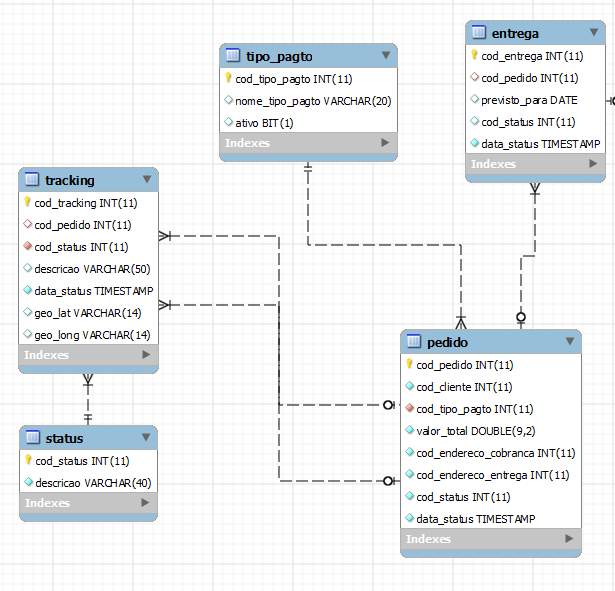 entrega
cod_entrega INT(11)
cod_pedido INT(11)
previsto_para DATE
cod_status INT(11)
data_status TIMESTAMP
Indexes
tipo_pagto
cod_tipo_pagto INT(11)
nome_tipo_pagto VARCHAR(20)
ativo BIT(1)
Indexes
tracking
cod_tracking INT(11)
cod_pedido INT(11)
cod_status INT(11)
descricao VARCHAR(50)
data_status TIMESTAMP
geo_lat VARCHAR(14)
geo_long VARCHAR(14)
Indexes
pedido
cod_pedido INT(11)
cod_cliente INT(11)
cod_tipo_pagto INT(11)
valor_total DOUBLE(9,2)
cod_endereco_cobranca INT(11)
cod_endereco_entrega INT(11)
cod_status INT(11)
data_status TIMESTAMP
Indexes
status
cod_status INT(11)
descricao VARCHAR(40)
Indexes